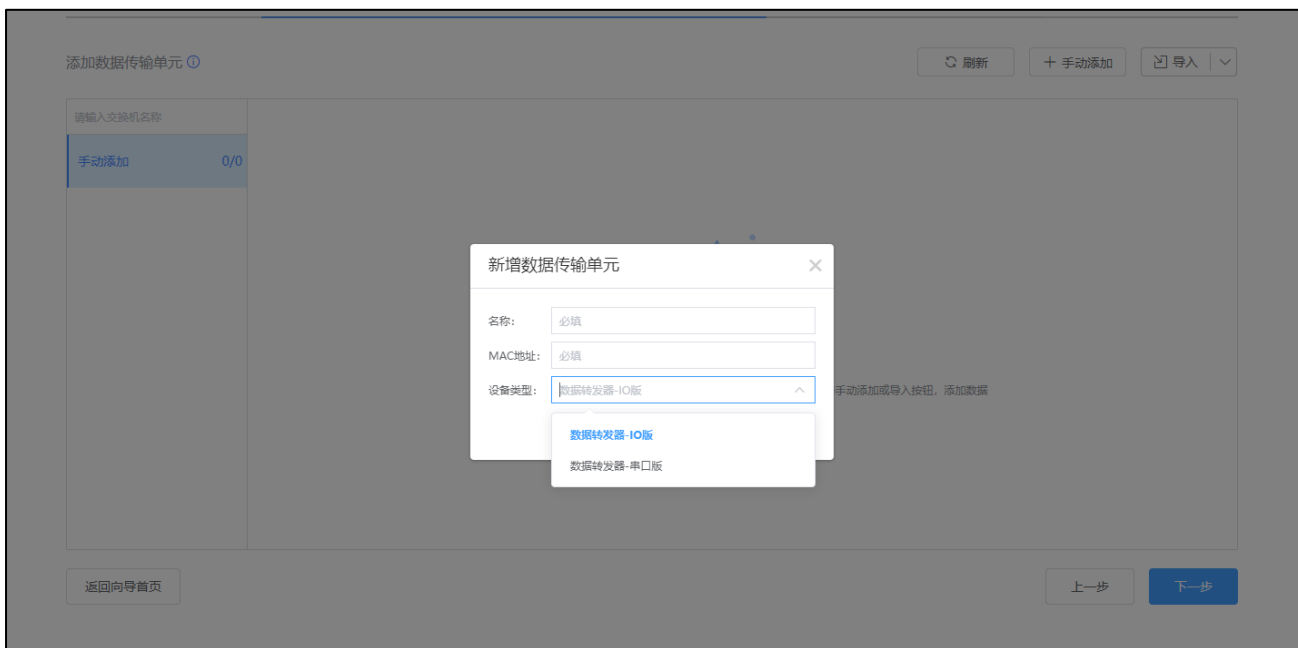 添加数据传输单元
刷新
手动添加
导入
请输入交换机名称
手动添加 0/0
新增数据传输单元
名称： 必填
MAC地址： 必填
设备类型： 数据转发器-IO版
手动添加或导入按钮，添加数据
数据转发器-IO版
数据转发器-串口版
返回向导首页
上一步
下一步